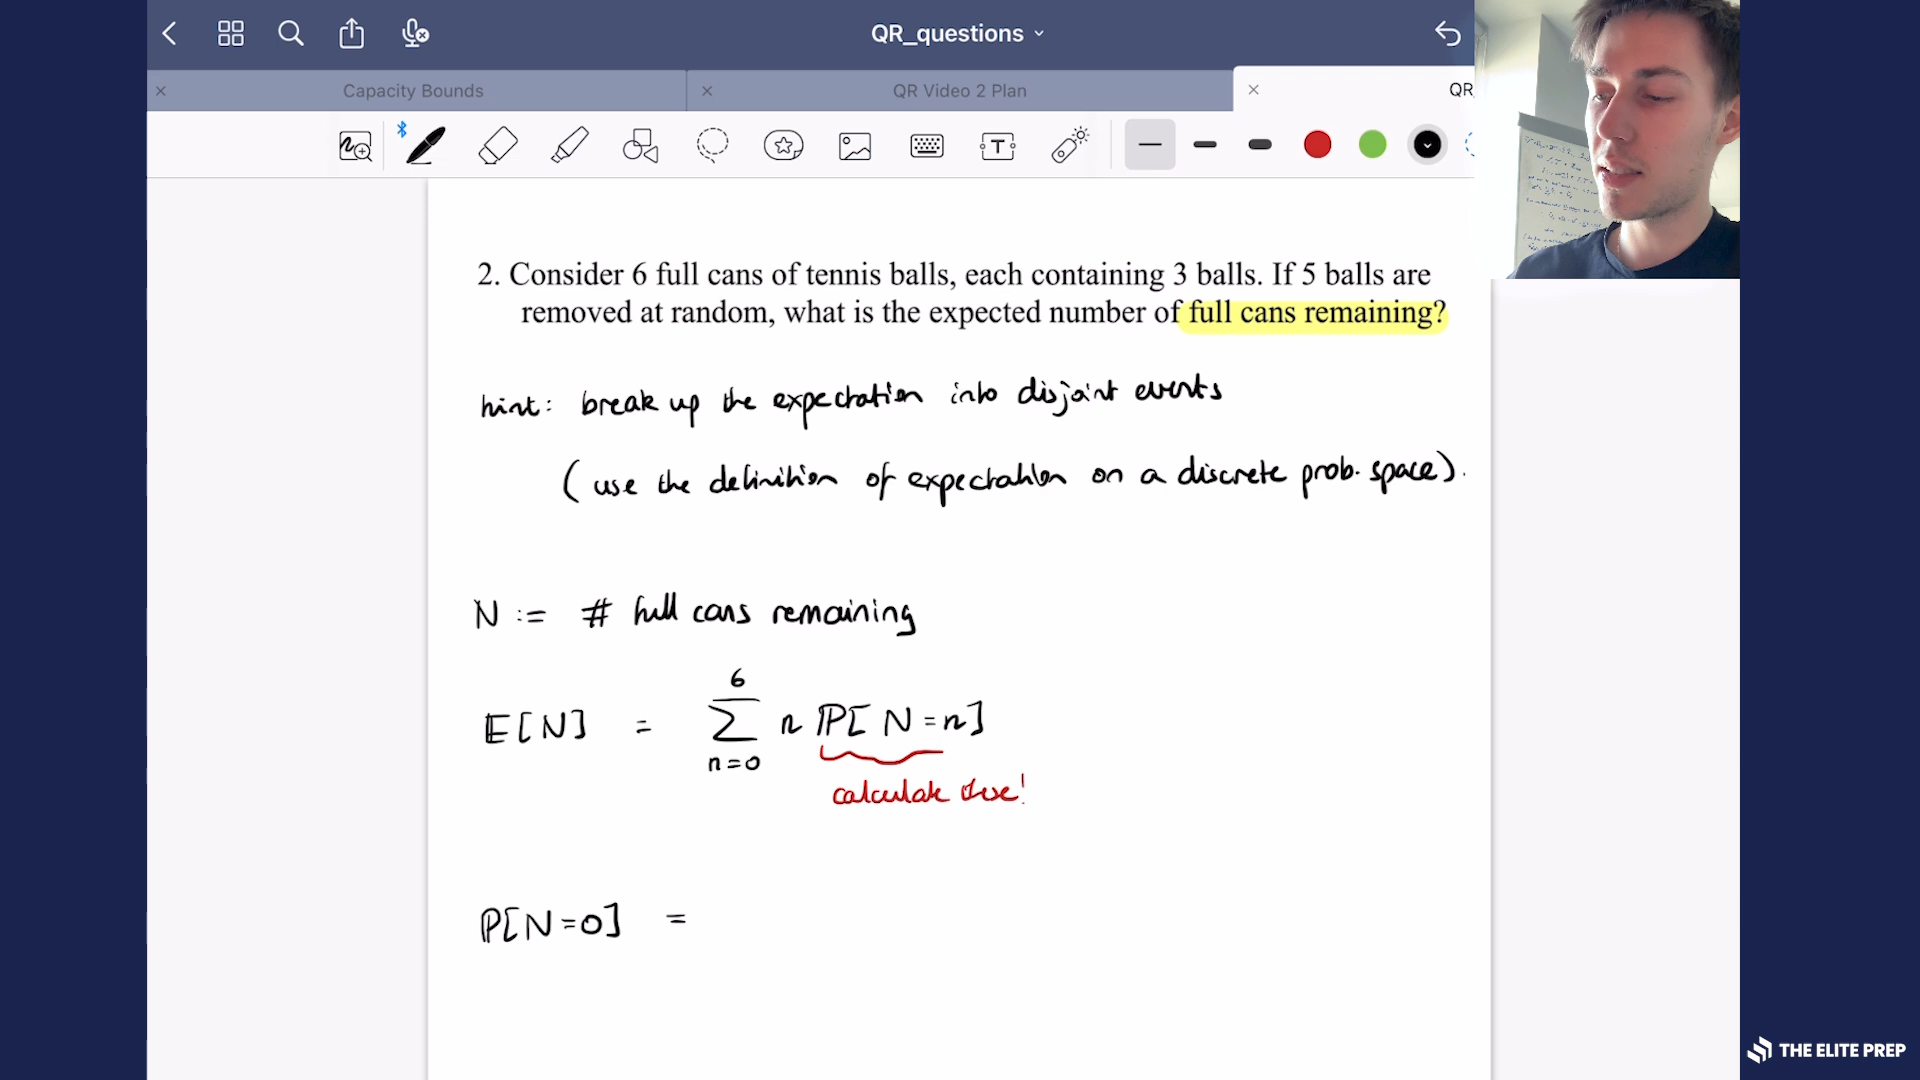 QR_questions
Capacity Bounds
QR Video 2 Plan
QR
2. Consider 6 full cans of tennis balls, each containing 3 balls. If 5 balls are
removed at random, what is the expected number of full cans remaining?
hint: break up the expectation into disjoint events
(use the definition of expectation on a discrete prob. space).
N := # full cans remaining
6
E[N] = Σ n P[N=n]
n=0
calculate these!
P[N=0] =
THE ELITE PREP